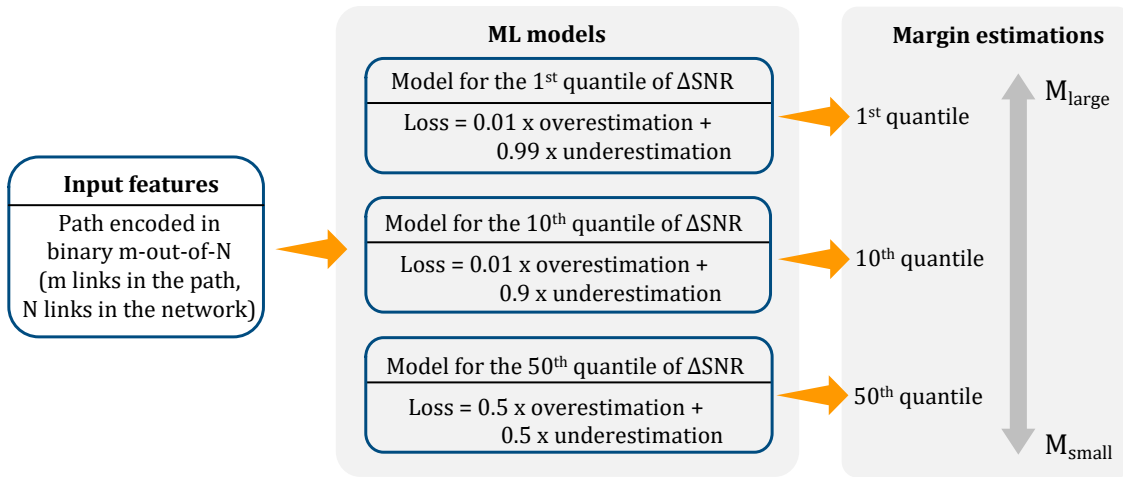 Input features
Path encoded in
binary m-out-of-N
(m links in the path,
N links in the network)
ML models
Model for the 1st quantile of ΔSNR
Loss = 0.01 x overestimation +
0.99 x underestimation
Model for the 10th quantile of ΔSNR
Loss = 0.01 x overestimation +
0.9 x underestimation
Model for the 50th quantile of ΔSNR
Loss = 0.5 x overestimation +
0.5 x underestimation
Margin estimations
1st quantile
10th quantile
50th quantile
Mlarge
Msmall